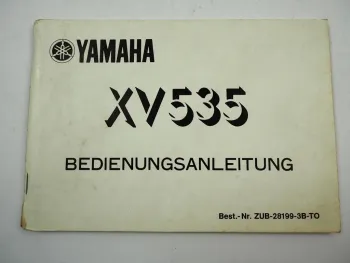 YAMAHA
XV535
BEDIENUNGSANLEITUNG
Best.-Nr. ZUB-28199-3B-TO